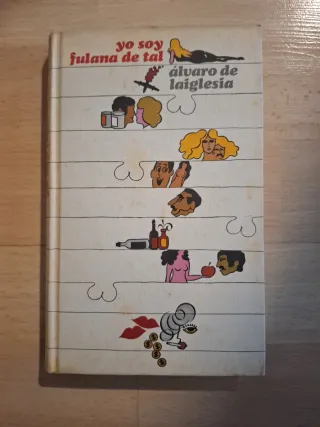 yo soy
fulana de tal
álvaro de
laiglesia